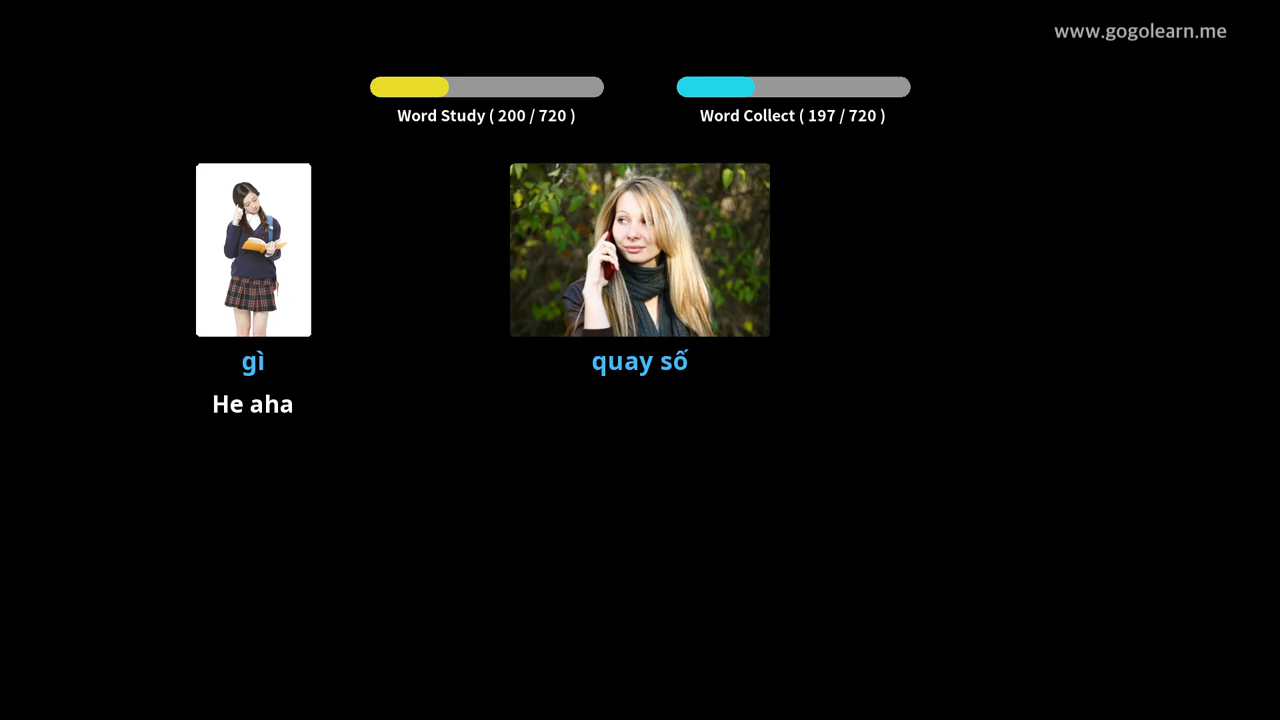 www.gogolearn.me
Word Study ( 200 / 720 )
Word Collect ( 197 / 720 )
gì
quay số
He aha